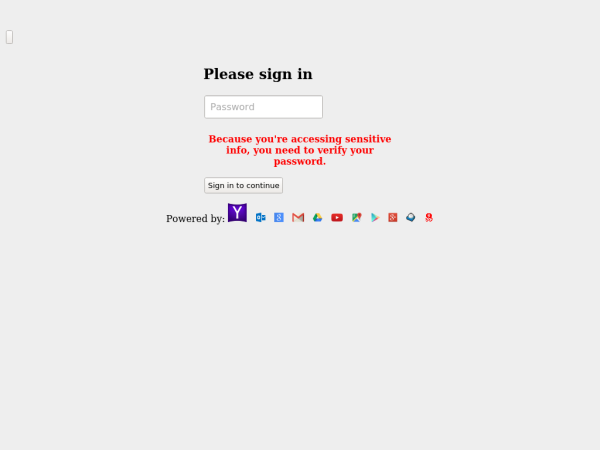 Please sign in
Password
Because you're accessing sensitive
info, you need to verify your
password.
Sign in to continue
Powered by: